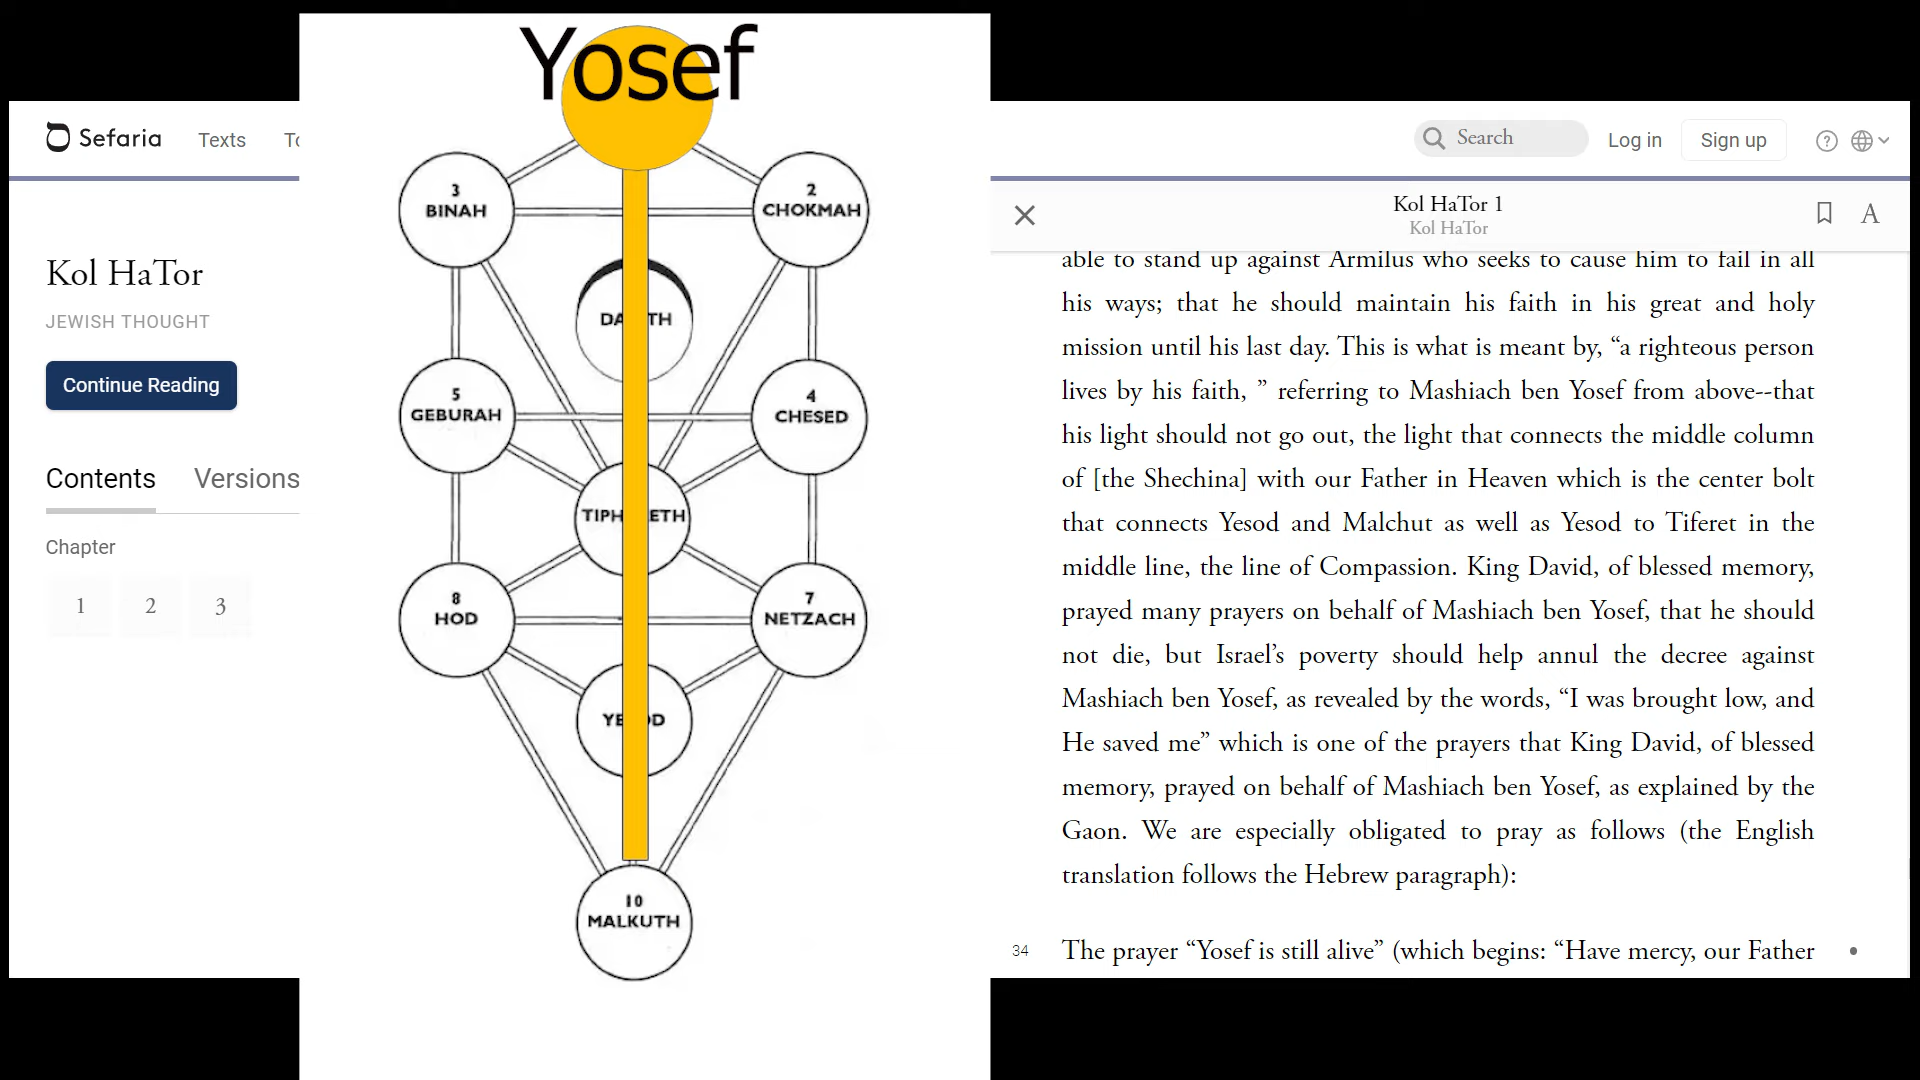 Sefaria
Texts
Kol HaTor
JEWISH THOUGHT
Continue Reading
Contents
Versions
Chapter
1 2 3
Yosef
3
BINAH
2
CHOKMAH
DA TH
5
GEBURAH
4
CHESED
TIPH ETH
8
HOD
7
NETZACH
YE OD
10
MALKUTH
Search
Log in
Sign up
Kol HaTor 1
Kol HaTor
A
able to stand up against Armilus who seeks to cause him to fail in all
his ways; that he should maintain his faith in his great and holy
mission until his last day. This is what is meant by, “a righteous person
lives by his faith, ” referring to Mashiach ben Yosef from above--that
his light should not go out, the light that connects the middle column
of [the Shechina] with our Father in Heaven which is the center bolt
that connects Yesod and Malchut as well as Yesod to Tiferet in the
middle line, the line of Compassion. King David, of blessed memory,
prayed many prayers on behalf of Mashiach ben Yosef, that he should
not die, but Israel’s poverty should help annul the decree against
Mashiach ben Yosef, as revealed by the words, “I was brought low, and
He saved me” which is one of the prayers that King David, of blessed
memory, prayed on behalf of Mashiach ben Yosef, as explained by the
Gaon. We are especially obligated to pray as follows (the English
translation follows the Hebrew paragraph):
34
The prayer “Yosef is still alive” (which begins: “Have mercy, our Father